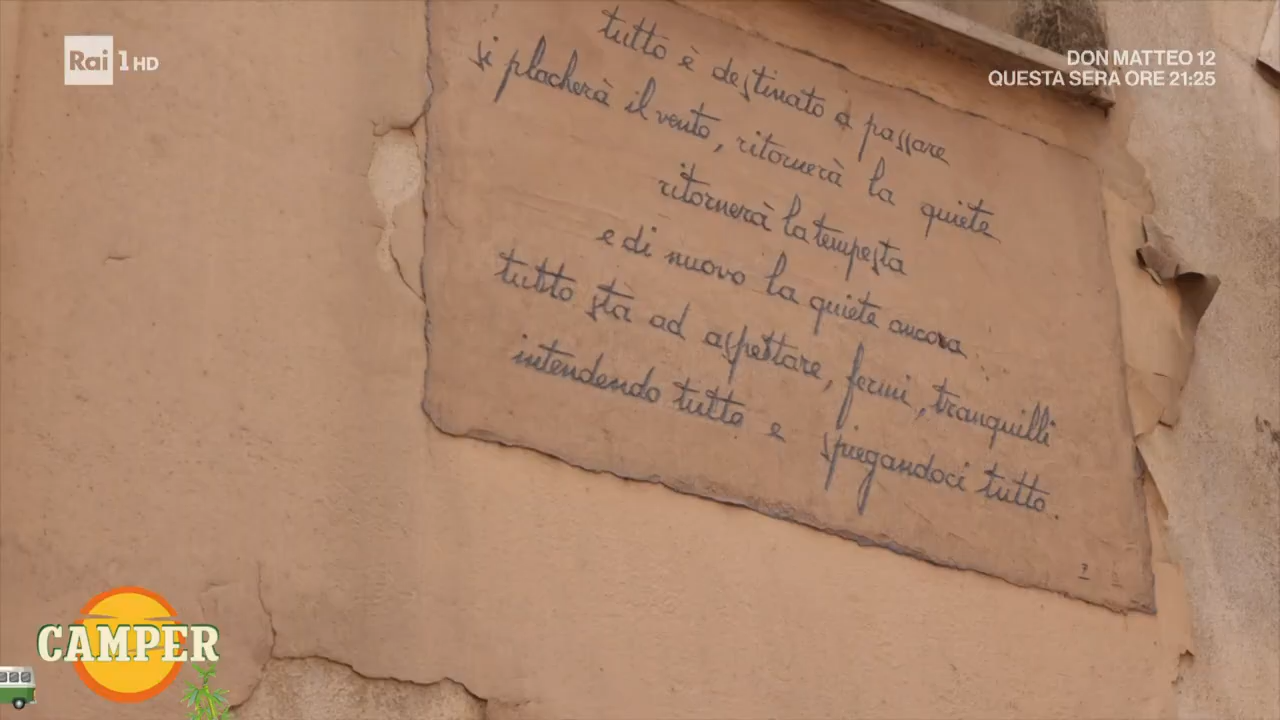 Rai 1 HD
DON MATTEO 12
QUESTA SERA ORE 21:25
tutto è destinato a passare
si placherà il vento, ritornerà la quiete
ritornerà la tempesta
e di nuovo la quiete ancora
tutto stà ad aspettare, fermi, tranquilli
intendendo tutto e spiegandoci tutto.
CAMPER